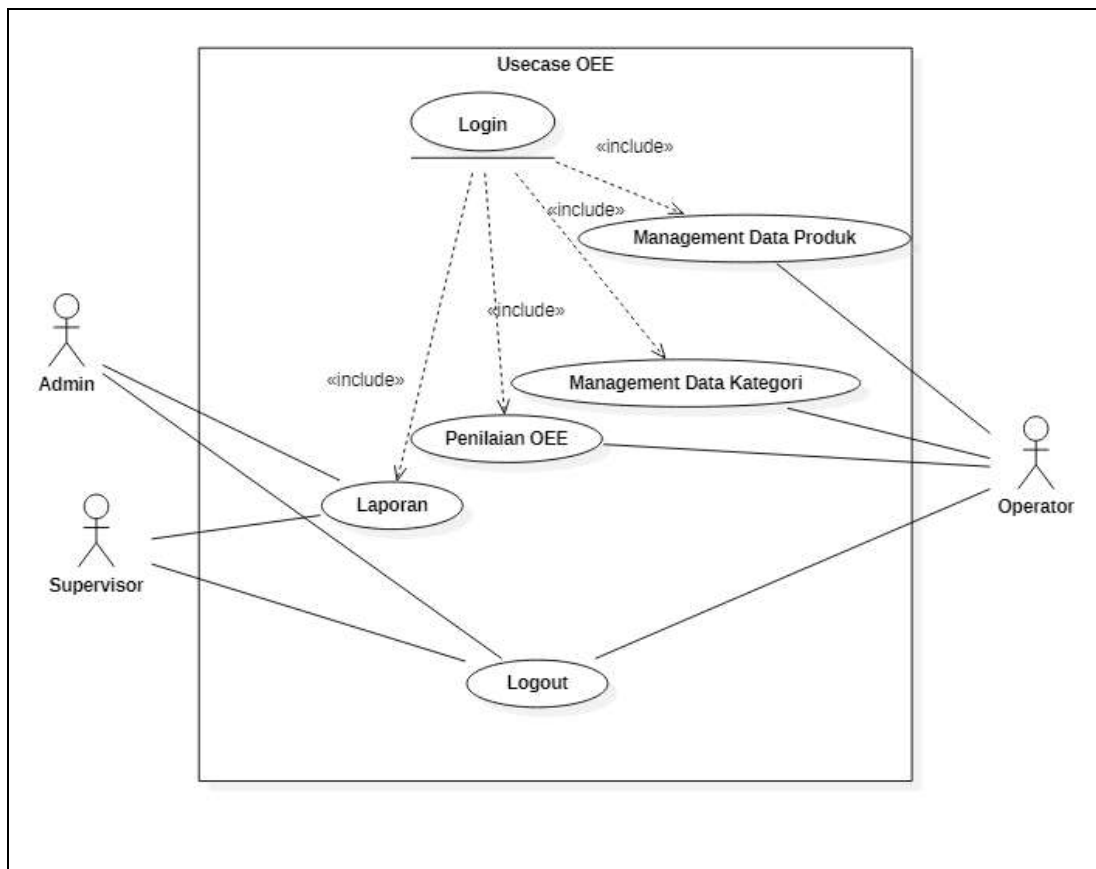 Usecase OEE
Login
«include»
«include»
Management Data Produk
«include»
«include»
Management Data Kategori
Admin
Penilaian OEE
Laporan
Operator
Supervisor
Logout